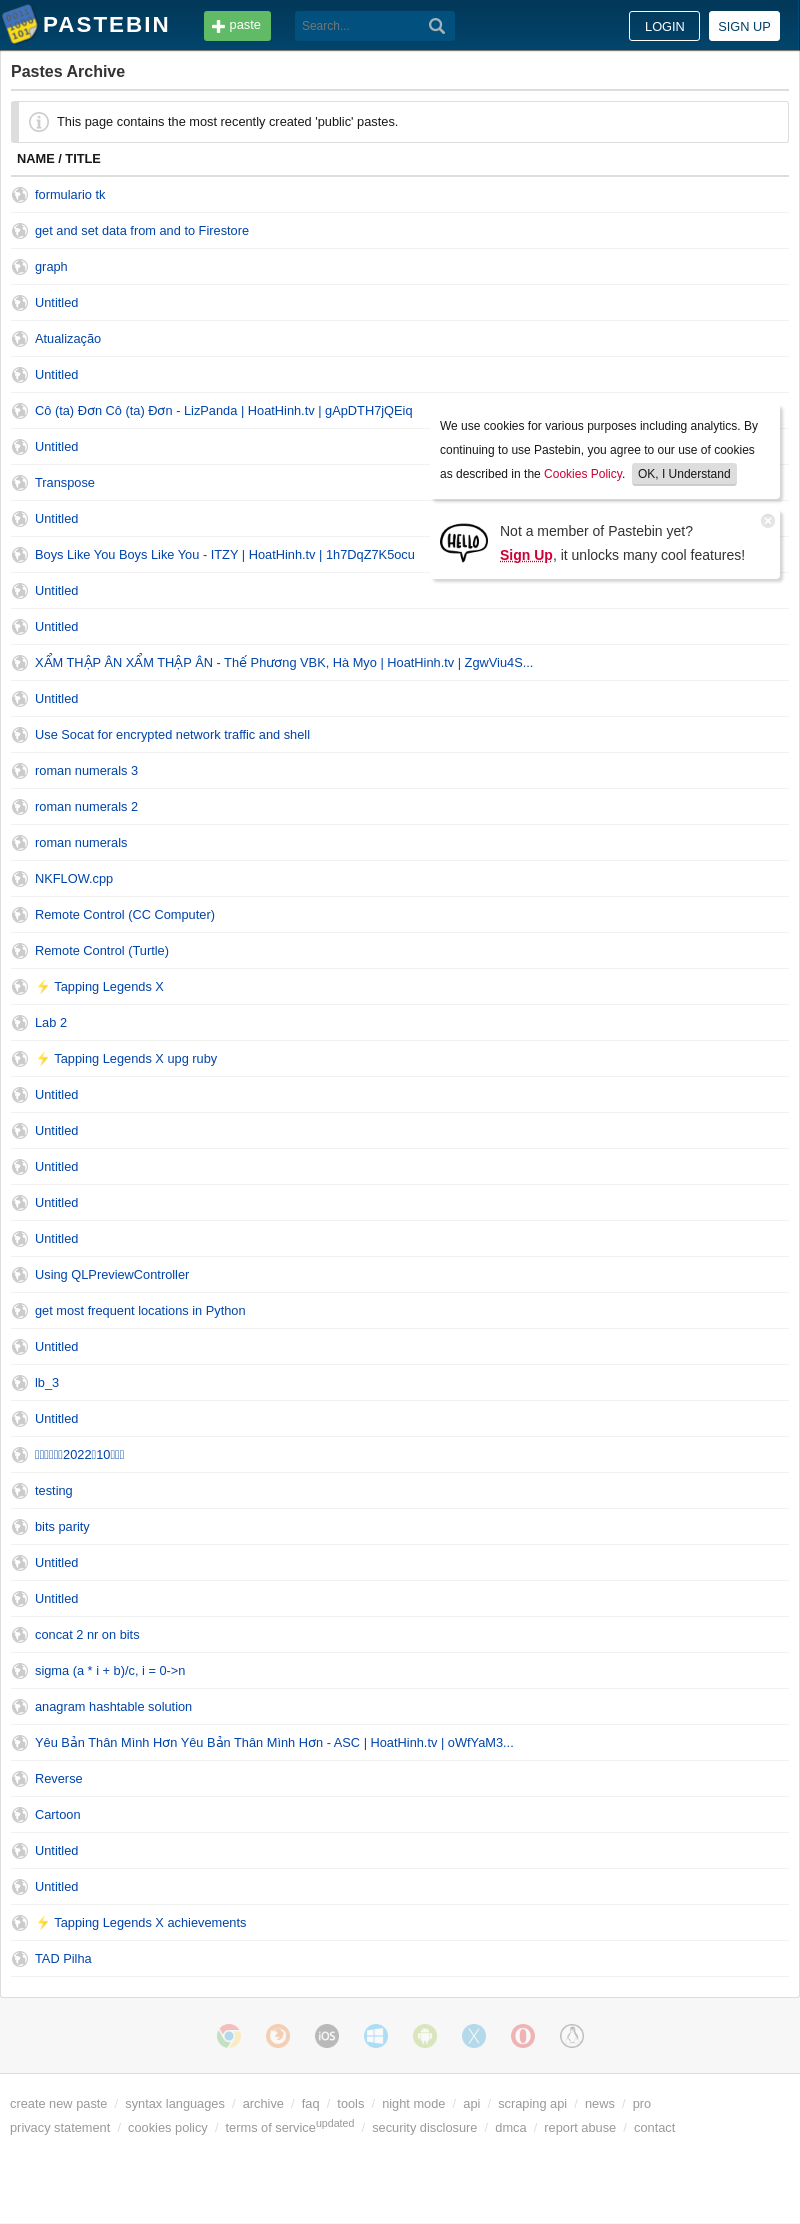 PASTEBIN paste Search... LOGIN SIGN UP
Pastes Archive
This page contains the most recently created 'public' pastes.
NAME / TITLE
formulario tk
get and set data from and to Firestore
graph
Untitled
Atualização
Untitled
Cô (ta) Đơn Cô (ta) Đơn - LizPanda | HoatHinh.tv | gApDTH7jQEiq
Untitled
Transpose
Untitled
Boys Like You Boys Like You - ITZY | HoatHinh.tv | 1h7DqZ7K5ocu
We use cookies for various purposes including analytics. By
continuing to use Pastebin, you agree to our use of cookies
as described in the Cookies Policy. OK, I Understand
HELLO
Not a member of Pastebin yet?
Sign Up, it unlocks many cool features!
Untitled
Untitled
XẨM THẬP ÂN XẨM THẬP ÂN - Thế Phương VBK, Hà Myo | HoatHinh.tv | ZgwViu4S...
Untitled
Use Socat for encrypted network traffic and shell
roman numerals 3
roman numerals 2
roman numerals
NKFLOW.cpp
Remote Control (CC Computer)
Remote Control (Turtle)
⚡ Tapping Legends X
Lab 2
⚡ Tapping Legends X upg ruby
Untitled
Untitled
Untitled
Untitled
Untitled
Using QLPreviewController
get most frequent locations in Python
Untitled
lb_3
Untitled
2022 10
testing
bits parity
Untitled
Untitled
concat 2 nr on bits
sigma (a * i + b)/c, i = 0->n
anagram hashtable solution
Yêu Bản Thân Mình Hơn Yêu Bản Thân Mình Hơn - ASC | HoatHinh.tv | oWfYaM3...
Reverse
Cartoon
Untitled
Untitled
⚡ Tapping Legends X achievements
TAD Pilha
iOS
create new paste / syntax languages / archive / faq / tools / night mode / api / scraping api / news / pro
privacy statement / cookies policy / terms of service updated / security disclosure / dmca / report abuse / contact